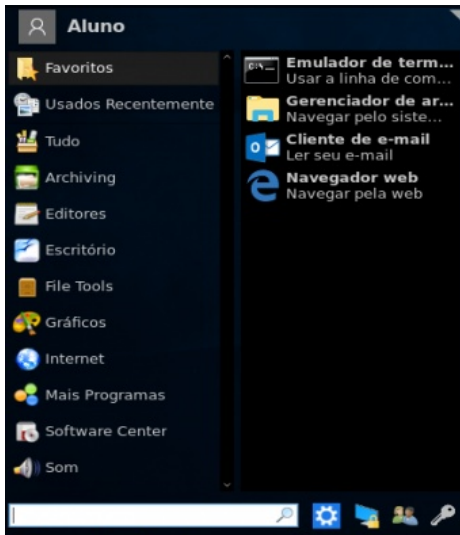 Aluno
Favoritos
Usados Recentemente
Tudo
Archiving
Editores
Escritório
File Tools
Gráficos
Internet
Mais Programas
Software Center
Som
Emulador de term...
Usar a linha de com...
Gerenciador de ar...
Navegar pelo siste...
Cliente de e-mail
Ler seu e-mail
Navegador web
Navegar pela web